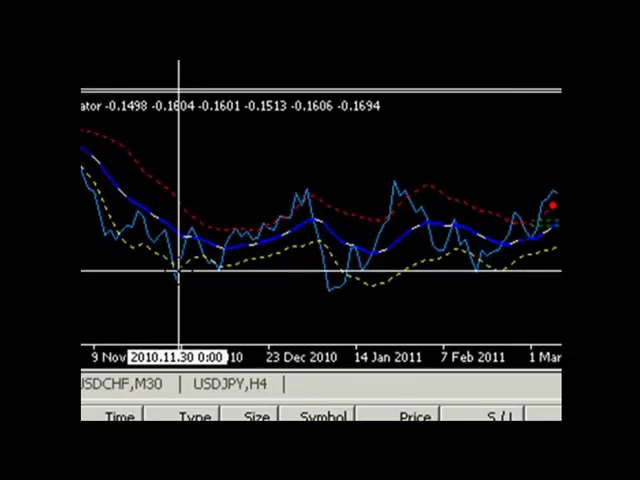 ator -0.1498 -0.1604 -0.1601 -0.1513 -0.1606 -0.1694
9 Nov 2010.11.30 0:00 10 23 Dec 2010 14 Jan 2011 7 Feb 2011 1 Mar
USDCHF,M30 | USDJPY,H4 |
Time Type Size Symbol Price S / L